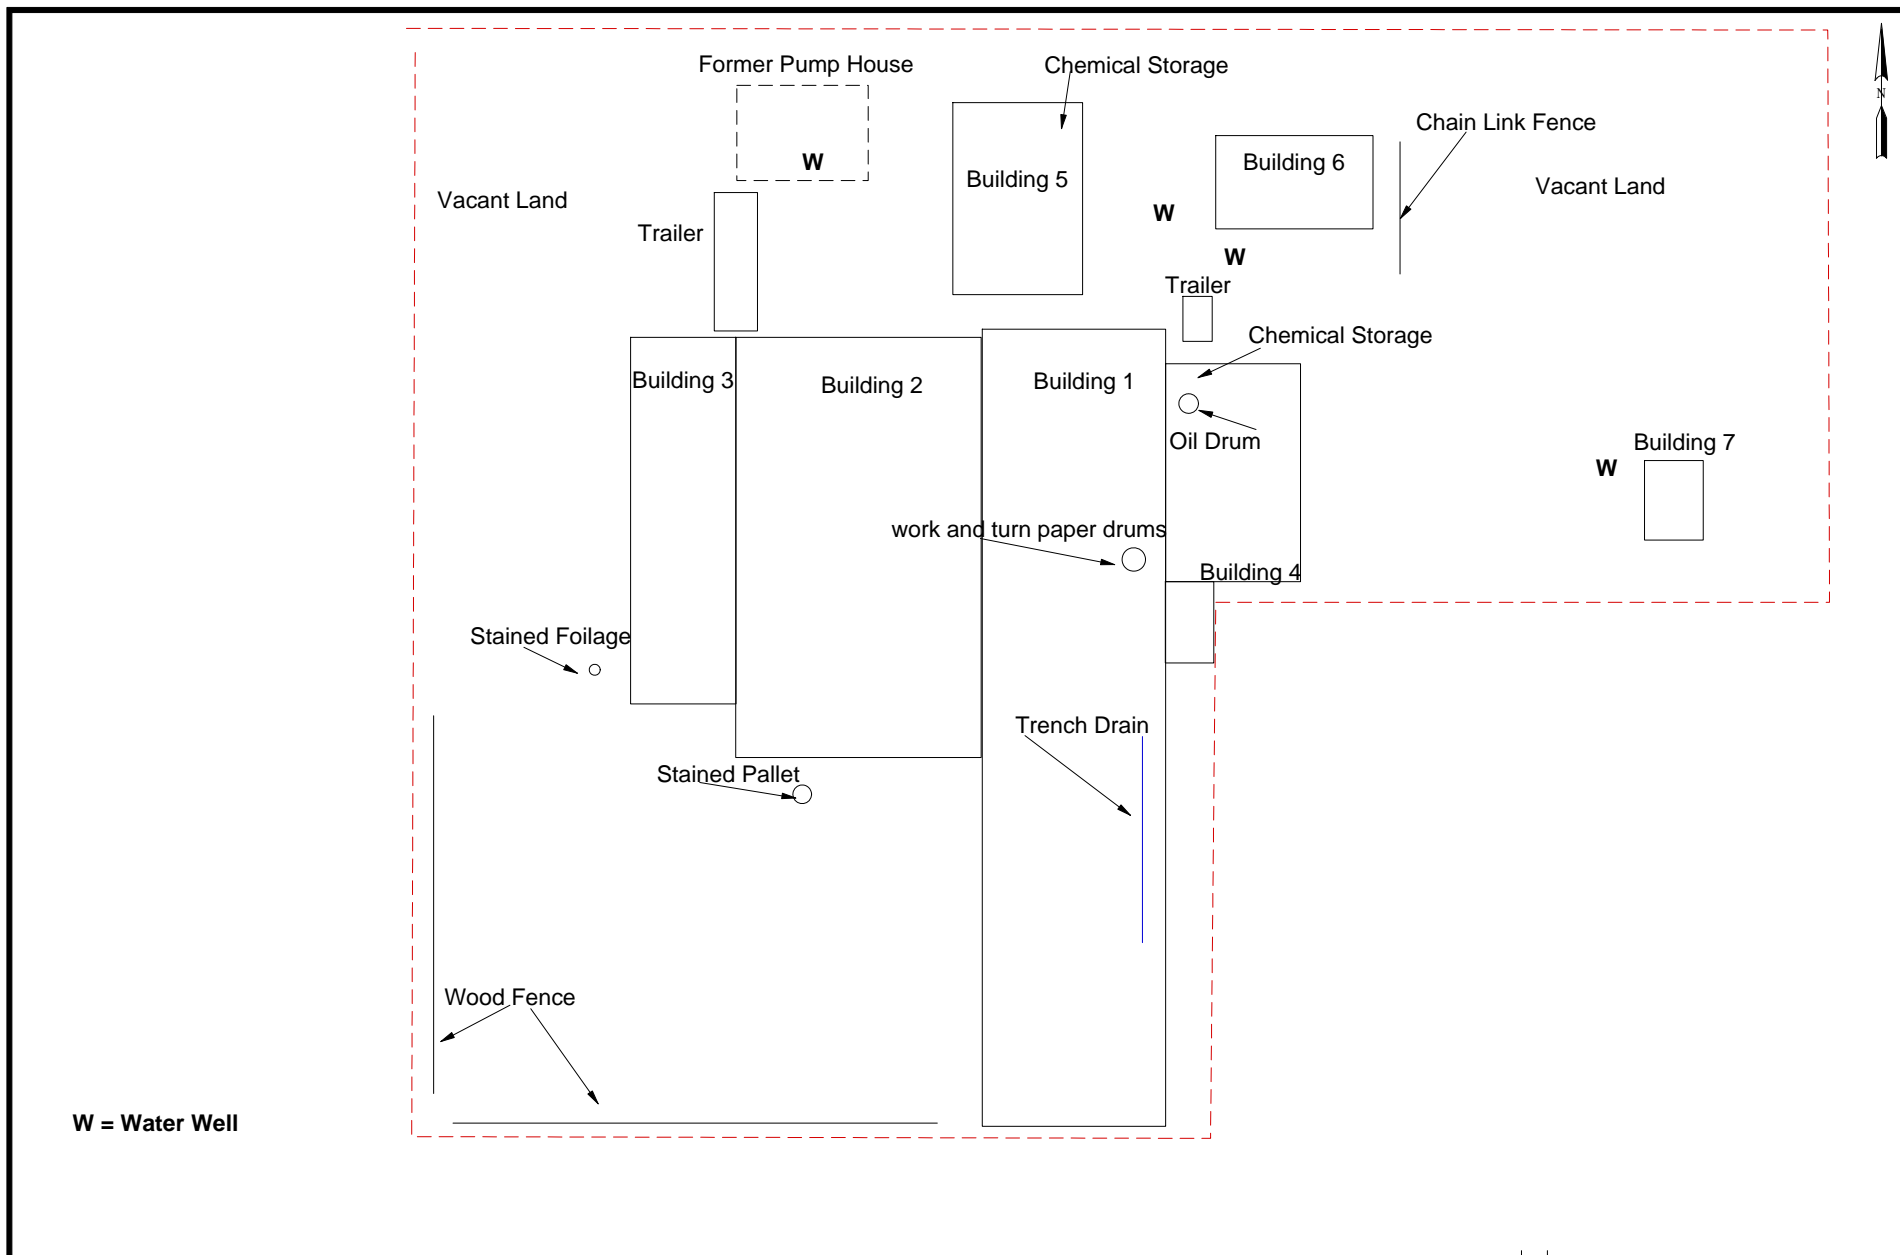 Former Pump House
Chemical Storage
N
Chain Link Fence
W
Building 5
Building 6
Vacant Land
Vacant Land
W
Trailer
W
Trailer
Chemical Storage
Building 3
Building 2
Building 1
Oil Drum
Building 7
W
work and turn paper drums
Building 4
Stained Foilage
Trench Drain
Stained Pallet
Wood Fence
W = Water Well